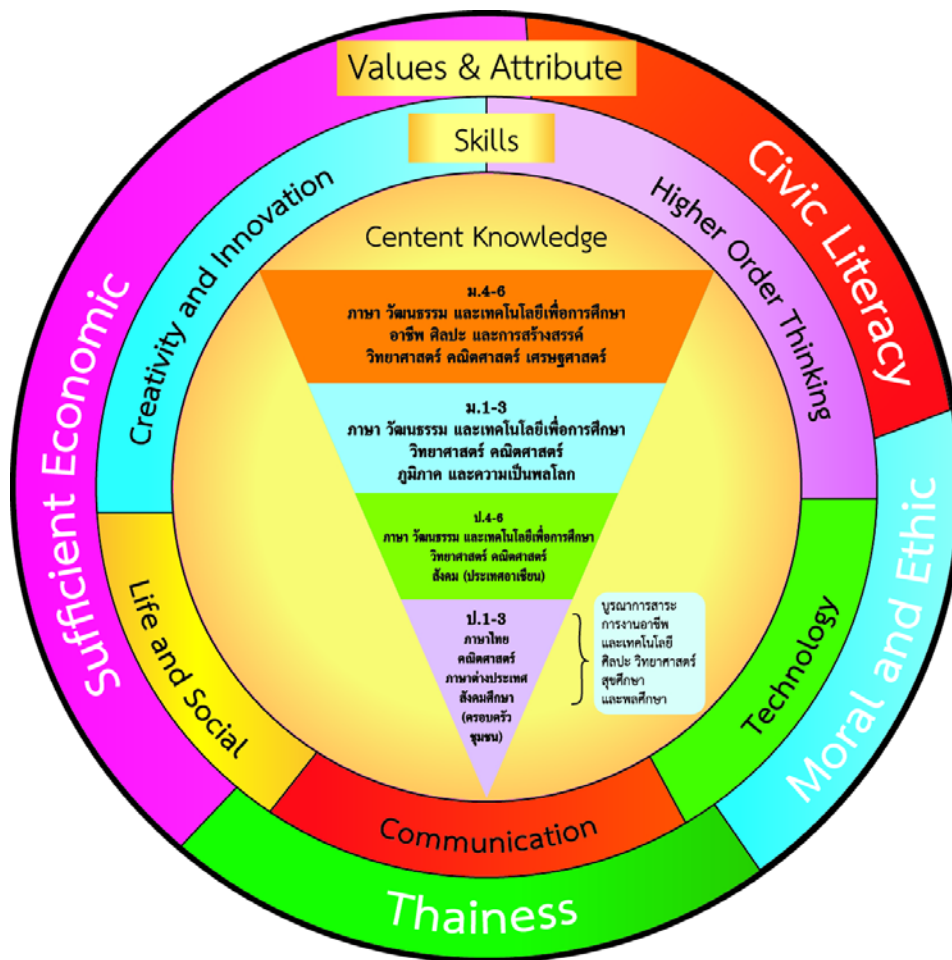 Values & Attribute
Skills
Civic Literacy
Moral and Ethic
Thainess
Sufficient Economic
Higher Order Thinking
Technology
Communication
Life and Social
Creativity and Innovation
Centent Knowledge
ม.4-6
ภาษา วัฒนธรรม และเทคโนโลยีเพื่อการศึกษา
อาชีพ ศิลปะ และการสร้างสรรค์
วิทยาศาสตร์ คณิตศาสตร์ เศรษฐศาสตร์
ม.1-3
ภาษา วัฒนธรรม และเทคโนโลยีเพื่อการศึกษา
วิทยาศาสตร์ คณิตศาสตร์
ภูมิภาค และความเป็นพลโลก
ป.4-6
ภาษา วัฒนธรรม และเทคโนโลยีเพื่อการศึกษา
วิทยาศาสตร์ คณิตศาสตร์
สังคม (ประเทศอาเซียน)
ป.1-3
ภาษาไทย
คณิตศาสตร์
ภาษาต่างประเทศ
สังคมศึกษา
(ครอบครัว
ชุมชน)
บูรณาการสาระ
การงานอาชีพ
และเทคโนโลยี
ศิลปะ วิทยาศาสตร์
สุขศึกษา
และพลศึกษา